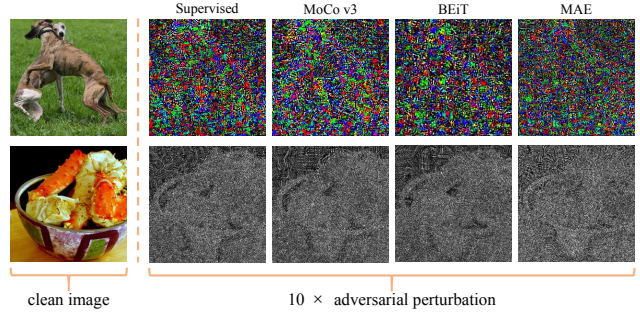 Supervised MoCo v3 BEiT MAE
clean image 10 × adversarial perturbation